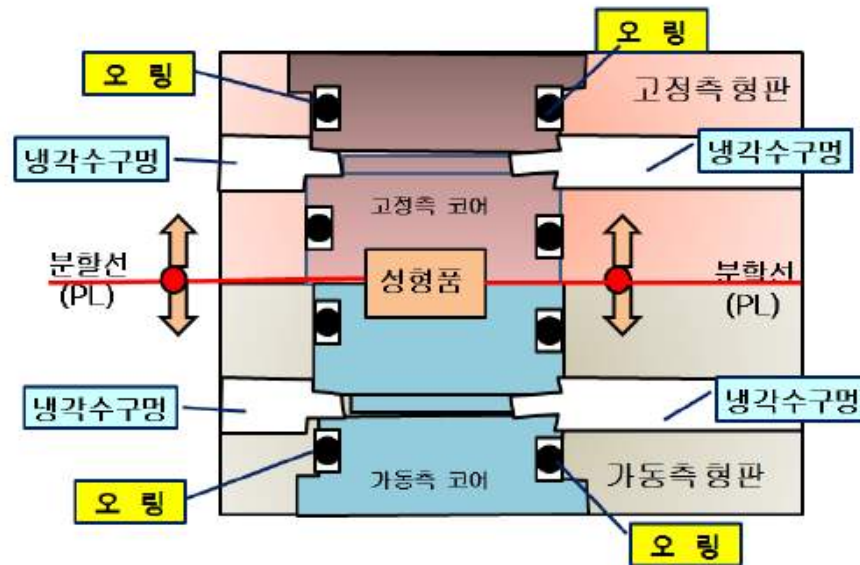 오 링
오 링
고정측형판
냉각수구멍
냉각수구멍
고정측 코어
분할선
(PL)
성형품
분할선
(PL)
냉각수구멍
냉각수구멍
가동측 코어
가동측형판
오 링
오 링